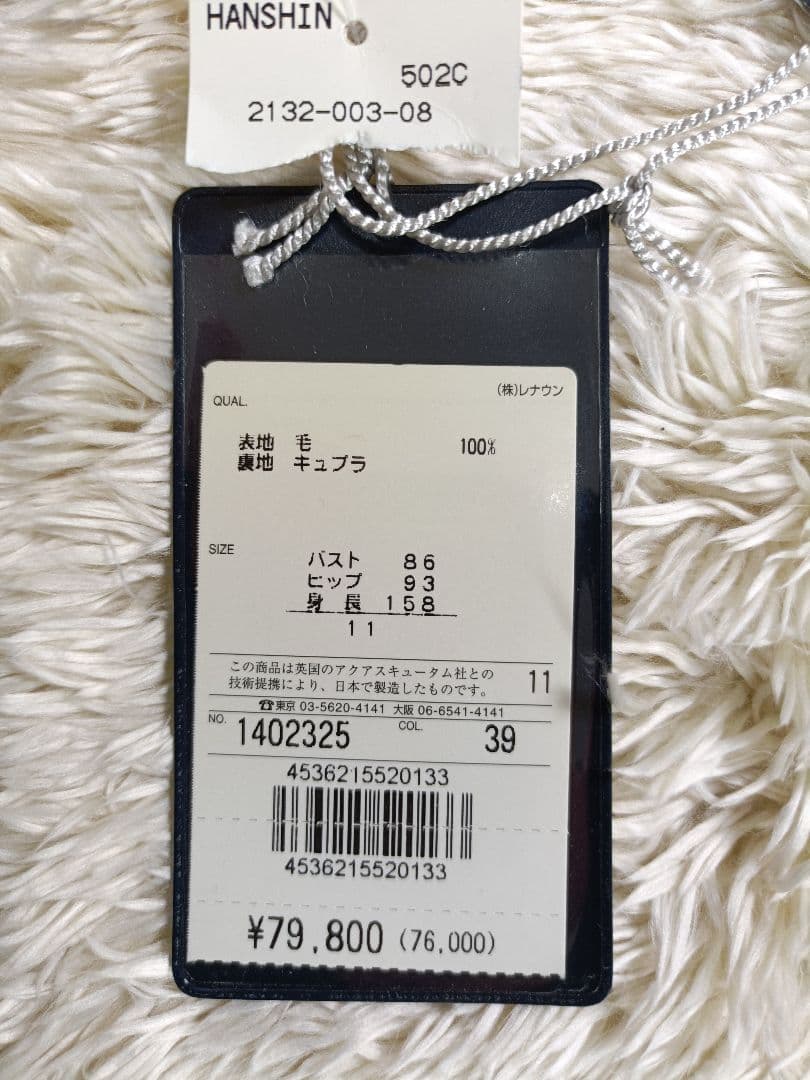 HANSHIN
502C
2132-003-08
(株)レナウン
QUAL.
表地 毛 100%
裏地 キュプラ
SIZE
バスト 86
ヒップ 93
身長 158
11
この商品は英国のアクアスキュータム社との
技術提携により、日本で製造したものです。 11
☎東京 03-5620-4141 大阪 06-6541-4141
NO. 1402325 COL. 39
4536215520133
4536215520133
¥79,800 (76,000)